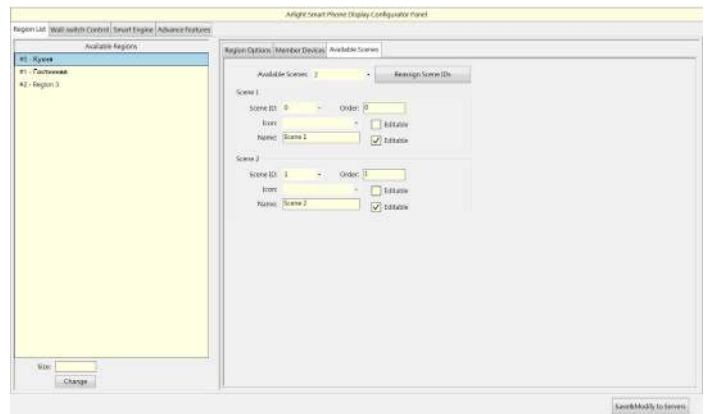 Arlight Smart Phone Display Configurator Panel
Region List Wall switch Control Smart Engine Advance Features
Available Regions
#0 - Кухня
#1 - Гостинная
#2 - Region 3
Size:
Change
Region Options Member Devices Available Scenes
Available Scenes: 2 Reassign Scene IDs
Scene 1
Scene ID: 0 Order: 0
Icon: Editable
Name: Scene 1 Editable
Scene 2
Scene ID: 1 Order: 1
Icon: Editable
Name: Scene 2 Editable
Save&Modify to Servers